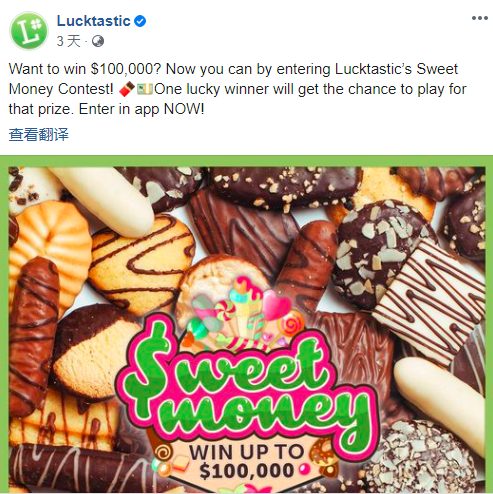 Lucktastic
3 天
Want to win $100,000? Now you can by entering Lucktastic's Sweet
Money Contest! 🍫💵One lucky winner will get the chance to play for
that prize. Enter in app NOW!
查看翻译
$weet
money
WIN UP TO
$100,000